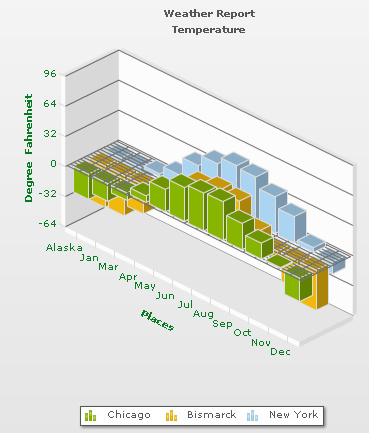 Weather Report
Temperature
96
64
32
0
-32
-64
Degree Fahrenheit
Alaska
Jan
Mar
Apr
May
Jun
Jul
Aug
Sep
Oct
Nov
Dec
Places
Chicago
Bismarck
New York